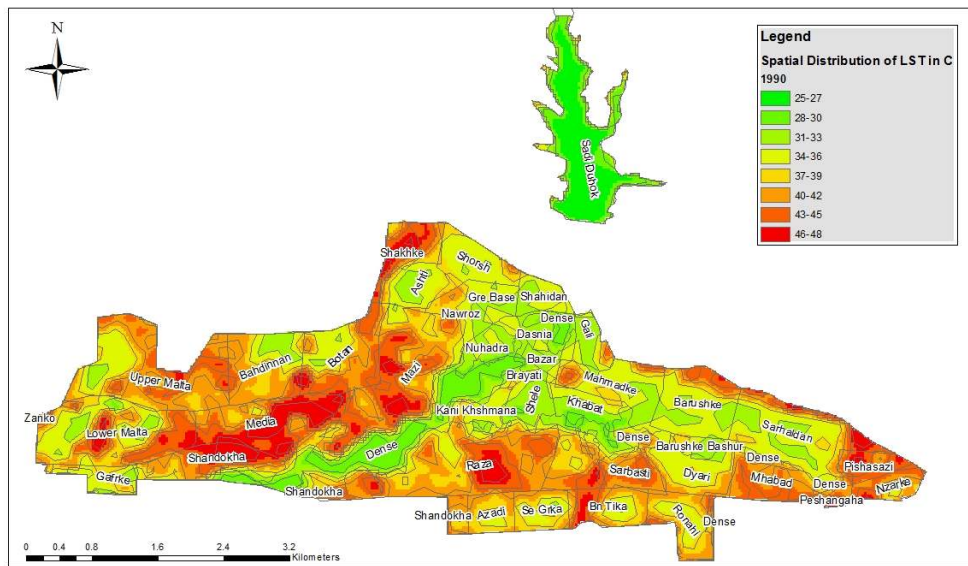 N
Legend
Spatial Distribution of LST in C
1990
25-27
28-30
31-33
34-36
37-39
40-42
43-45
46-48
Sadi Duhok
Shakhke
Shorsh
Ashti
Gre Base
Shahidan
Nawroz
Dense
Gali
Dasnia
Nuhadra
Bazar
Botan
Bahdinnan
Mazi
Brayati
Mahmadke
Upper Malta
Shele
Khabat
Barushke
Kani Khshmana
Zanko
Media
Lower Malta
Sarhaldan
Dense
Barushke Bashur
Dense
Shandokha
Dense
Raza
Sarbasti
Dyari
Mhabad
Pishasazi
Gafrke
Dense
Nzarke
Shandokha
Peshangaha
Shandokha
Azadi
Se Grka
Bn Tika
Ronahi
Dense
0 0.4 0.8 1.6 2.4 3.2
Kilometers